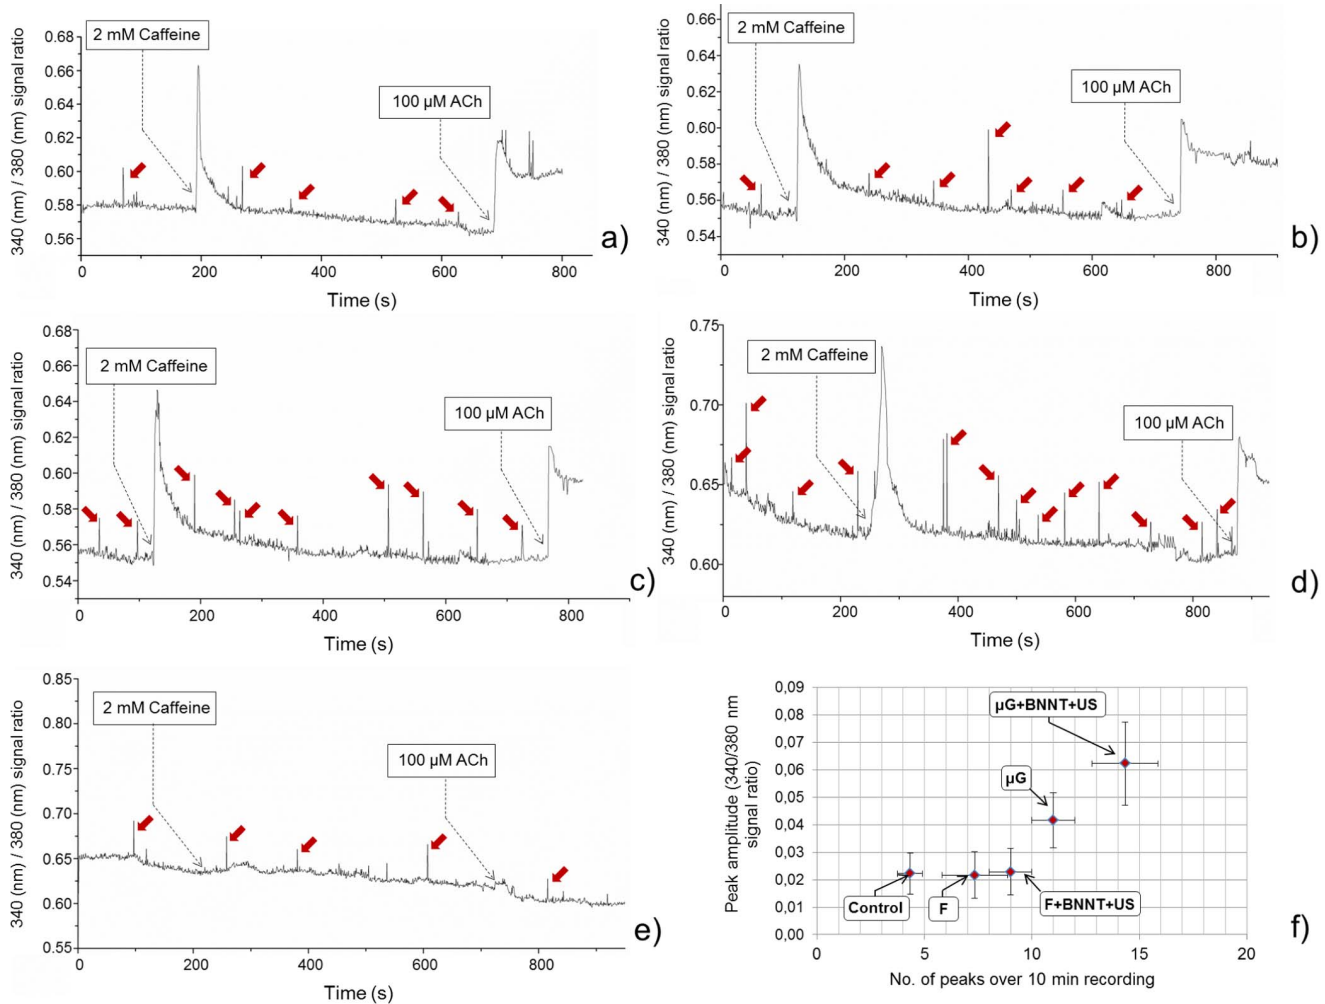 340 (nm) / 380 (nm) signal ratio
0.68
0.66
0.64
0.62
0.60
0.58
0.56
2 mM Caffeine
100 µM ACh
0
200
400
600
800
Time (s)
a)
340 (nm) / 380 (nm) signal ratio
0.66
0.64
0.62
0.60
0.58
0.56
0.54
2 mM Caffeine
100 µM ACh
0
200
400
600
800
Time (s)
b)
340 (nm) / 380 (nm) signal ratio
0.68
0.66
0.64
0.62
0.60
0.58
0.56
0.54
2 mM Caffeine
100 µM ACh
0
200
400
600
800
Time (s)
c)
340 (nm) / 380 (nm) signal ratio
0.75
0.70
0.65
0.60
2 mM Caffeine
100 µM ACh
0
200
400
600
800
Time (s)
d)
340 (nm) / 380 (nm) signal ratio
0.85
0.80
0.75
0.70
0.65
0.60
0.55
2 mM Caffeine
100 µM ACh
0
200
400
600
800
Time (s)
e)
Peak amplitude (340/380 nm
signal ratio)
0,09
0,08
0,07
0,06
0,05
0,04
0,03
0,02
0,01
0,00
µG+BNNT+US
µG
Control
F
F+BNNT+US
0
5
10
15
20
No. of peaks over 10 min recording
f)